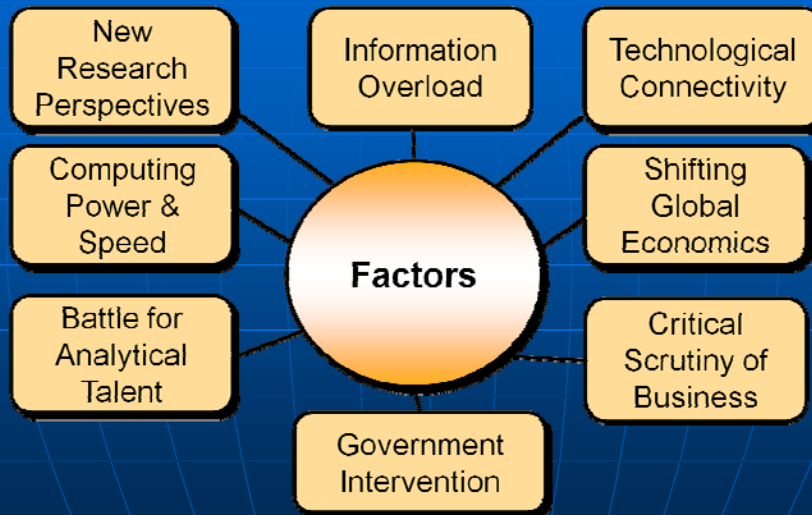 New
Research
Perspectives
Information
Overload
Technological
Connectivity
Computing
Power &
Speed
Factors
Shifting
Global
Economics
Battle for
Analytical
Talent
Critical
Scrutiny of
Business
Government
Intervention